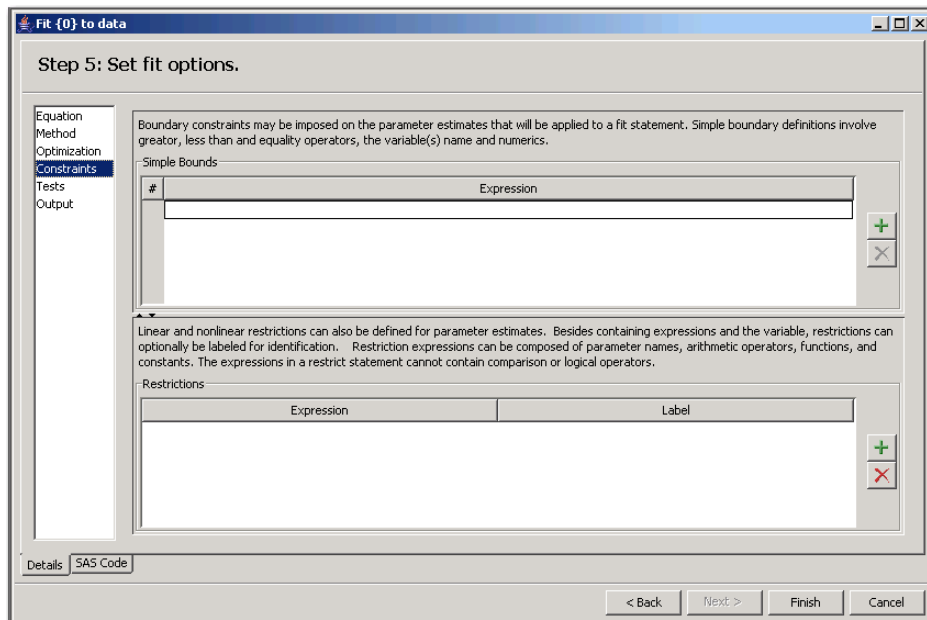 Fit {0} to data
Step 5: Set fit options.
Equation
Method
Optimization
Constraints
Tests
Output
Boundary constraints may be imposed on the parameter estimates that will be applied to a fit statement. Simple boundary definitions involve
greator, less than and equality operators, the variable(s) name and numerics.
Simple Bounds
# Expression
Linear and nonlinear restrictions can also be defined for parameter estimates. Besides containing expressions and the variable, restrictions can
optionally be labeled for identification. Restriction expressions can be composed of parameter names, arithmetic operators, functions, and
constants. The expressions in a restrict statement cannot contain comparison or logical operators.
Restrictions
Expression Label
Details SAS Code
< Back Next > Finish Cancel